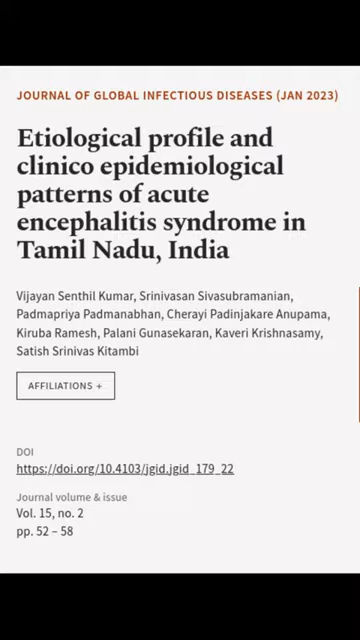 JOURNAL OF GLOBAL INFECTIOUS DISEASES (JAN 2023)
Etiological profile and
clinico epidemiological
patterns of acute
encephalitis syndrome in
Tamil Nadu, India
Vijayan Senthil Kumar, Srinivasan Sivasubramanian,
Padmapriya Padmanabhan, Cherayi Padinjakare Anupama,
Kiruba Ramesh, Palani Gunasekaran, Kaveri Krishnasamy,
Satish Srinivas Kitambi
AFFILIATIONS +
DOI
https://doi.org/10.4103/jgid.jgid_179_22
Journal volume & issue
Vol. 15, no. 2
pp. 52 – 58